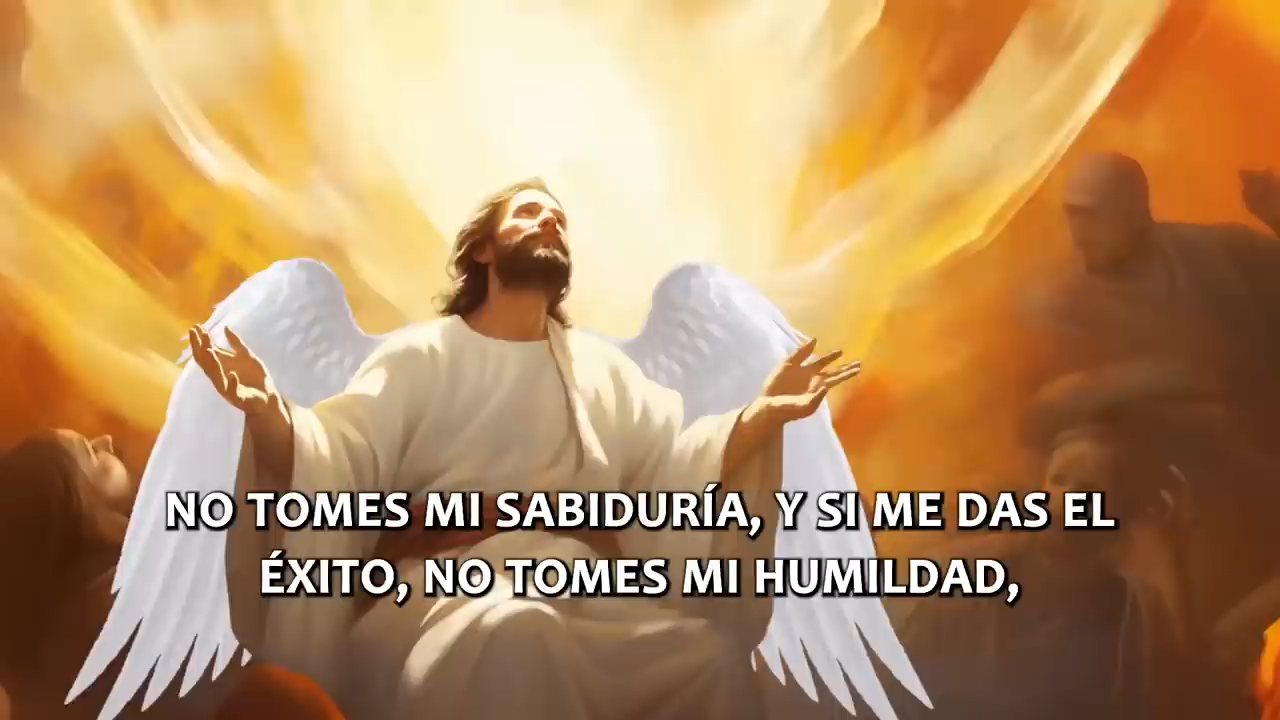 NO TOMES MI SABIDURÍA, Y SI ME DAS EL
ÉXITO, NO TOMES MI HUMILDAD,